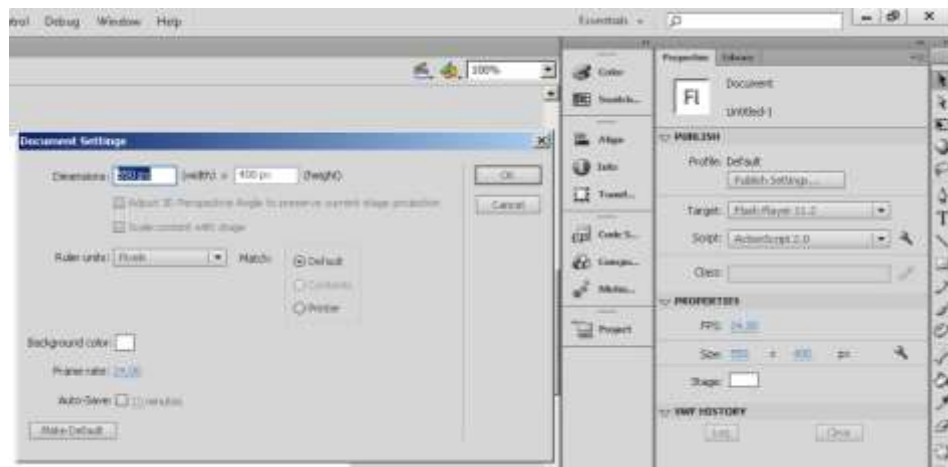 Debug Window Help
Essentials
100%
Document Settings
Dimensions: 550 px (width) x 400 px (height)
Adjust 3D Perspective Angle to preserve current stage projection
Scale content with stage
Ruler units: Pixels Match: Default
Contents
Printer
Background color:
Frame rate: 24.00
Auto-Save: 10 minutes
Make Default
OK
Cancel
Color
Swatch...
Align
Info
Transf...
Code S...
Compo...
Motion...
Project
Properties Library
Fl
Document
Untitled-1
PUBLISH
Profile: Default
Publish Settings...
Target: Flash Player 11.2
Script: ActionScript 2.0
Class:
PROPERTIES
FPS: 24.00
Size: 550 x 400 px
Stage:
SWF HISTORY
Log Clear